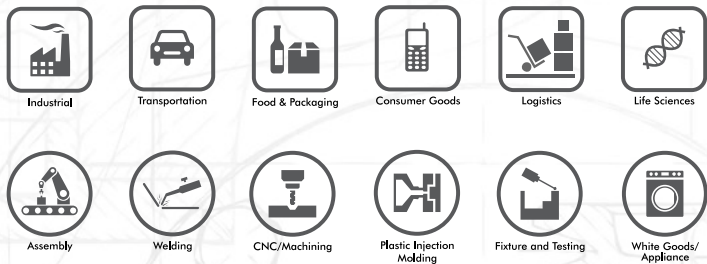 Industrial
Transportation
Food & Packaging
Consumer Goods
Logistics
Life Sciences
Assembly
Welding
CNC/Machining
Plastic Injection
Molding
Fixture and Testing
White Goods/
Appliance